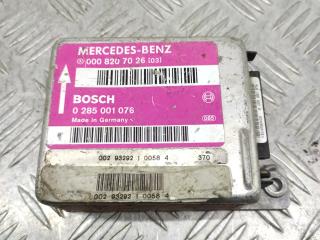 MERCEDES-BENZ
000 820 70 26 (03)
BOSCH
0 285 001 076
Made in Germany
002 93292 1 0058 4 370
002 93292 1 0058 4